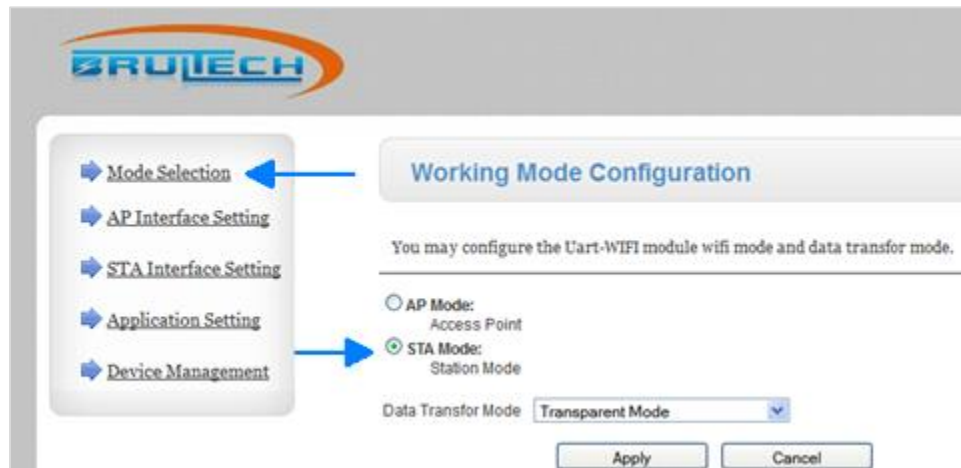 BRULTECH
Mode Selection
AP Interface Setting
STA Interface Setting
Application Setting
Device Management
Working Mode Configuration
You may configure the Uart-WIFI module wifi mode and data transfor mode.
AP Mode:
Access Point
STA Mode:
Station Mode
Data Transfor Mode Transparent Mode
Apply Cancel